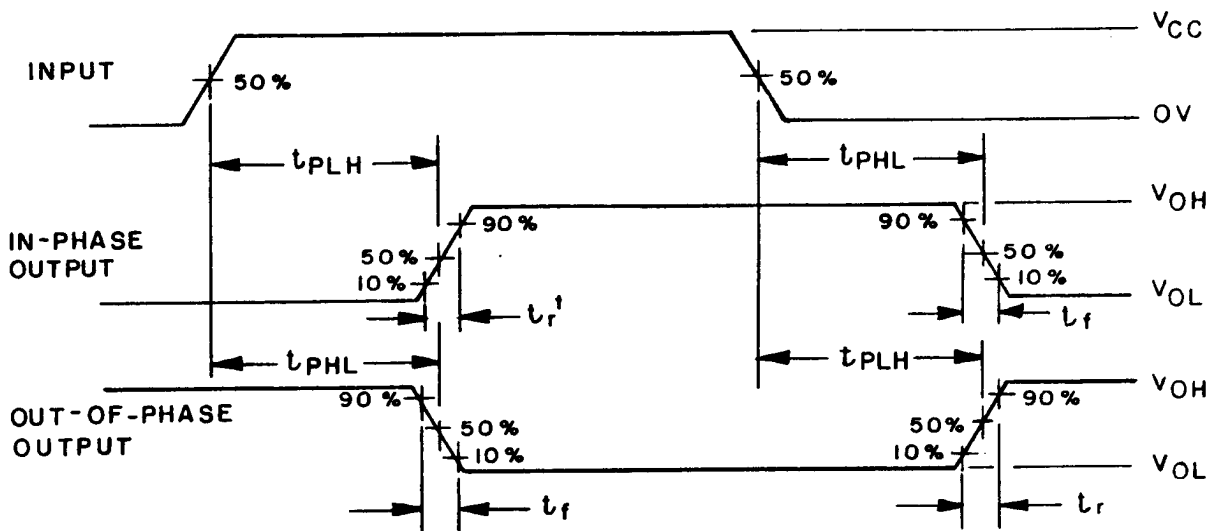 VCC
INPUT
50%
50%
OV
tPLH
tPHL
VOH
90%
90%
IN-PHASE
OUTPUT
50%
50%
10%
10%
VOL
tr'
tf
tPHL
tPLH
VOH
90%
90%
OUT-OF-PHASE
OUTPUT
50%
50%
10%
10%
VOL
tf
tr